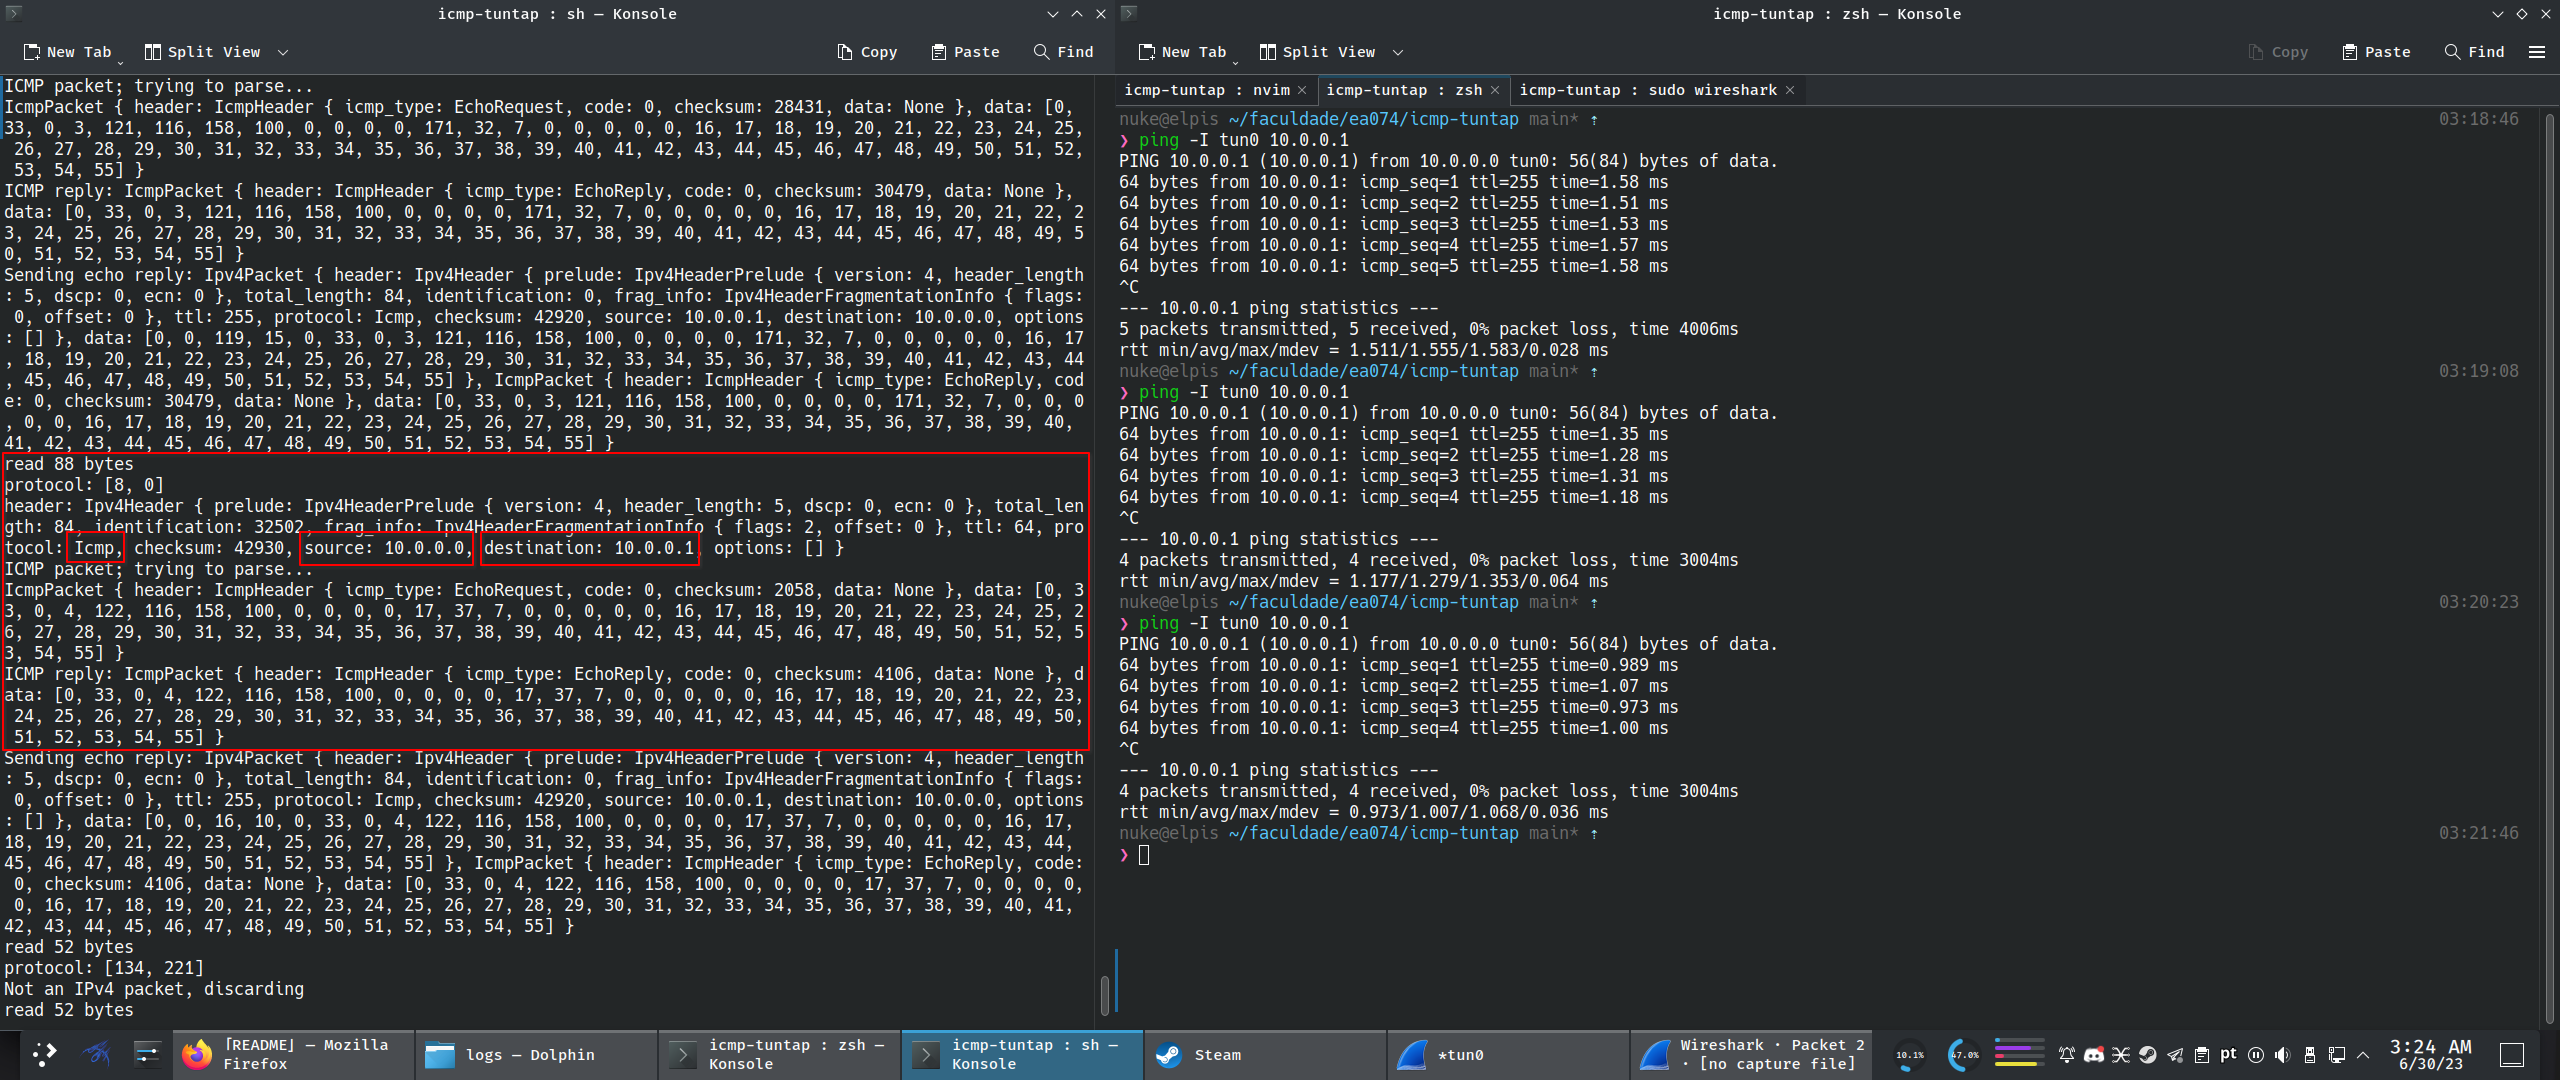 icmp-tuntap : sh — Konsole
New Tab
Split View
Copy
Paste
Find
ICMP packet; trying to parse...
IcmpPacket { header: IcmpHeader { icmp_type: EchoRequest, code: 0, checksum: 28431, data: None }, data: [0,
33, 0, 3, 121, 116, 158, 100, 0, 0, 0, 0, 171, 32, 7, 0, 0, 0, 0, 0, 16, 17, 18, 19, 20, 21, 22, 23, 24, 25,
26, 27, 28, 29, 30, 31, 32, 33, 34, 35, 36, 37, 38, 39, 40, 41, 42, 43, 44, 45, 46, 47, 48, 49, 50, 51, 52,
53, 54, 55] }
ICMP reply: IcmpPacket { header: IcmpHeader { icmp_type: EchoReply, code: 0, checksum: 30479, data: None },
data: [0, 33, 0, 3, 121, 116, 158, 100, 0, 0, 0, 0, 171, 32, 7, 0, 0, 0, 0, 0, 16, 17, 18, 19, 20, 21, 22, 2
3, 24, 25, 26, 27, 28, 29, 30, 31, 32, 33, 34, 35, 36, 37, 38, 39, 40, 41, 42, 43, 44, 45, 46, 47, 48, 49, 5
0, 51, 52, 53, 54, 55] }
Sending echo reply: Ipv4Packet { header: Ipv4Header { prelude: Ipv4HeaderPrelude { version: 4, header_length
: 5, dscp: 0, ecn: 0 }, total_length: 84, identification: 0, frag_info: Ipv4HeaderFragmentationInfo { flags:
0, offset: 0 }, ttl: 255, protocol: Icmp, checksum: 42920, source: 10.0.0.1, destination: 10.0.0.0, options
: [] }, data: [0, 0, 119, 15, 0, 33, 0, 3, 121, 116, 158, 100, 0, 0, 0, 0, 171, 32, 7, 0, 0, 0, 0, 0, 16, 17
, 18, 19, 20, 21, 22, 23, 24, 25, 26, 27, 28, 29, 30, 31, 32, 33, 34, 35, 36, 37, 38, 39, 40, 41, 42, 43, 44
, 45, 46, 47, 48, 49, 50, 51, 52, 53, 54, 55] }, IcmpPacket { header: IcmpHeader { icmp_type: EchoReply, cod
e: 0, checksum: 30479, data: None }, data: [0, 33, 0, 3, 121, 116, 158, 100, 0, 0, 0, 0, 171, 32, 7, 0, 0, 0
, 0, 0, 16, 17, 18, 19, 20, 21, 22, 23, 24, 25, 26, 27, 28, 29, 30, 31, 32, 33, 34, 35, 36, 37, 38, 39, 40,
41, 42, 43, 44, 45, 46, 47, 48, 49, 50, 51, 52, 53, 54, 55] }
read 88 bytes
protocol: [8, 0]
header: Ipv4Header { prelude: Ipv4HeaderPrelude { version: 4, header_length: 5, dscp: 0, ecn: 0 }, total_len
gth: 84, identification: 32502, frag_info: Ipv4HeaderFragmentationInfo { flags: 2, offset: 0 }, ttl: 64, pro
tocol: Icmp, checksum: 42930, source: 10.0.0.0, destination: 10.0.0.1, options: [] }
ICMP packet; trying to parse...
IcmpPacket { header: IcmpHeader { icmp_type: EchoRequest, code: 0, checksum: 2058, data: None }, data: [0, 3
3, 0, 4, 122, 116, 158, 100, 0, 0, 0, 0, 17, 37, 7, 0, 0, 0, 0, 0, 16, 17, 18, 19, 20, 21, 22, 23, 24, 25, 2
6, 27, 28, 29, 30, 31, 32, 33, 34, 35, 36, 37, 38, 39, 40, 41, 42, 43, 44, 45, 46, 47, 48, 49, 50, 51, 52, 5
3, 54, 55] }
ICMP reply: IcmpPacket { header: IcmpHeader { icmp_type: EchoReply, code: 0, checksum: 4106, data: None }, d
ata: [0, 33, 0, 4, 122, 116, 158, 100, 0, 0, 0, 0, 17, 37, 7, 0, 0, 0, 0, 0, 16, 17, 18, 19, 20, 21, 22, 23,
24, 25, 26, 27, 28, 29, 30, 31, 32, 33, 34, 35, 36, 37, 38, 39, 40, 41, 42, 43, 44, 45, 46, 47, 48, 49, 50,
51, 52, 53, 54, 55] }
Sending echo reply: Ipv4Packet { header: Ipv4Header { prelude: Ipv4HeaderPrelude { version: 4, header_length
: 5, dscp: 0, ecn: 0 }, total_length: 84, identification: 0, frag_info: Ipv4HeaderFragmentationInfo { flags:
0, offset: 0 }, ttl: 255, protocol: Icmp, checksum: 42920, source: 10.0.0.1, destination: 10.0.0.0, options
: [] }, data: [0, 0, 16, 10, 0, 33, 0, 4, 122, 116, 158, 100, 0, 0, 0, 0, 17, 37, 7, 0, 0, 0, 0, 0, 16, 17,
18, 19, 20, 21, 22, 23, 24, 25, 26, 27, 28, 29, 30, 31, 32, 33, 34, 35, 36, 37, 38, 39, 40, 41, 42, 43, 44,
45, 46, 47, 48, 49, 50, 51, 52, 53, 54, 55] }, IcmpPacket { header: IcmpHeader { icmp_type: EchoReply, code:
0, checksum: 4106, data: None }, data: [0, 33, 0, 4, 122, 116, 158, 100, 0, 0, 0, 0, 17, 37, 7, 0, 0, 0, 0,
0, 16, 17, 18, 19, 20, 21, 22, 23, 24, 25, 26, 27, 28, 29, 30, 31, 32, 33, 34, 35, 36, 37, 38, 39, 40, 41,
42, 43, 44, 45, 46, 47, 48, 49, 50, 51, 52, 53, 54, 55] }
read 52 bytes
protocol: [134, 221]
Not an IPv4 packet, discarding
read 52 bytes
icmp-tuntap : zsh — Konsole
New Tab
Split View
Copy
Paste
Find
icmp-tuntap : nvim
icmp-tuntap : zsh
icmp-tuntap : sudo wireshark
nuke@elpis ~/faculdade/ea074/icmp-tuntap main* ⇡ 03:18:46
❯ ping -I tun0 10.0.0.1
PING 10.0.0.1 (10.0.0.1) from 10.0.0.0 tun0: 56(84) bytes of data.
64 bytes from 10.0.0.1: icmp_seq=1 ttl=255 time=1.58 ms
64 bytes from 10.0.0.1: icmp_seq=2 ttl=255 time=1.51 ms
64 bytes from 10.0.0.1: icmp_seq=3 ttl=255 time=1.53 ms
64 bytes from 10.0.0.1: icmp_seq=4 ttl=255 time=1.57 ms
64 bytes from 10.0.0.1: icmp_seq=5 ttl=255 time=1.58 ms
^C
--- 10.0.0.1 ping statistics ---
5 packets transmitted, 5 received, 0% packet loss, time 4006ms
rtt min/avg/max/mdev = 1.511/1.555/1.583/0.028 ms
nuke@elpis ~/faculdade/ea074/icmp-tuntap main* ⇡ 03:19:08
❯ ping -I tun0 10.0.0.1
PING 10.0.0.1 (10.0.0.1) from 10.0.0.0 tun0: 56(84) bytes of data.
64 bytes from 10.0.0.1: icmp_seq=1 ttl=255 time=1.35 ms
64 bytes from 10.0.0.1: icmp_seq=2 ttl=255 time=1.28 ms
64 bytes from 10.0.0.1: icmp_seq=3 ttl=255 time=1.31 ms
64 bytes from 10.0.0.1: icmp_seq=4 ttl=255 time=1.18 ms
^C
--- 10.0.0.1 ping statistics ---
4 packets transmitted, 4 received, 0% packet loss, time 3004ms
rtt min/avg/max/mdev = 1.177/1.279/1.353/0.064 ms
nuke@elpis ~/faculdade/ea074/icmp-tuntap main* ⇡ 03:20:23
❯ ping -I tun0 10.0.0.1
PING 10.0.0.1 (10.0.0.1) from 10.0.0.0 tun0: 56(84) bytes of data.
64 bytes from 10.0.0.1: icmp_seq=1 ttl=255 time=0.989 ms
64 bytes from 10.0.0.1: icmp_seq=2 ttl=255 time=1.07 ms
64 bytes from 10.0.0.1: icmp_seq=3 ttl=255 time=0.973 ms
64 bytes from 10.0.0.1: icmp_seq=4 ttl=255 time=1.00 ms
^C
--- 10.0.0.1 ping statistics ---
4 packets transmitted, 4 received, 0% packet loss, time 3004ms
rtt min/avg/max/mdev = 0.973/1.007/1.068/0.036 ms
nuke@elpis ~/faculdade/ea074/icmp-tuntap main* ⇡ 03:21:46
❯
「README」 — Mozilla
Firefox
logs — Dolphin
icmp-tuntap : zsh —
Konsole
icmp-tuntap : sh —
Konsole
Steam
*tun0
Wireshark · Packet 2
· [no capture file]
10.1%
47.0%
pt
3:24 AM
6/30/23